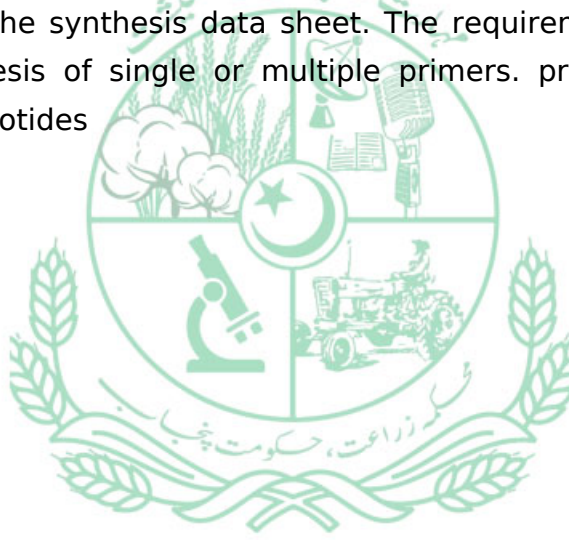 he synthesis data sheet. The requiren
esis of single or multiple primers. pr
otides
محکمہ زراعت، حکومت پنجاب